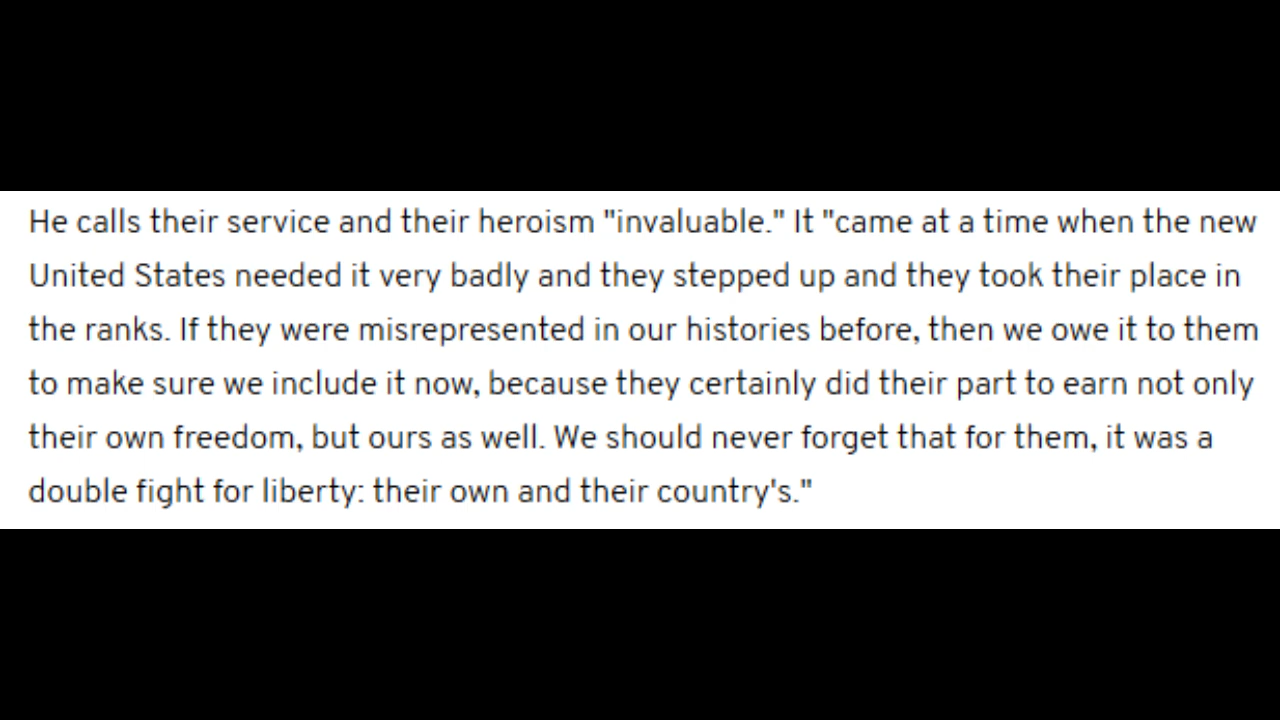 He calls their service and their heroism "invaluable." It "came at a time when the new
United States needed it very badly and they stepped up and they took their place in
the ranks. If they were misrepresented in our histories before, then we owe it to them
to make sure we include it now, because they certainly did their part to earn not only
their own freedom, but ours as well. We should never forget that for them, it was a
double fight for liberty: their own and their country's."